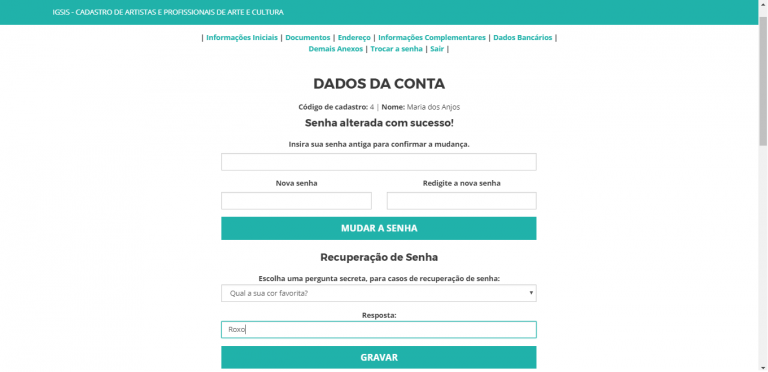 IGSIS - CADASTRO DE ARTISTAS E PROFISSIONAIS DE ARTE E CULTURA
| Informações Iniciais | Documentos | Endereço | Informações Complementares | Dados Bancários |
Demais Anexos | Trocar a senha | Sair |
DADOS DA CONTA
Código de cadastro: 4 | Nome: Maria dos Anjos
Senha alterada com sucesso!
Insira sua senha antiga para confirmar a mudança.
Nova senha Redigite a nova senha
MUDAR A SENHA
Recuperação de Senha
Escolha uma pergunta secreta, para casos de recuperação de senha:
Qual a sua cor favorita?
Resposta:
Roxo
GRAVAR